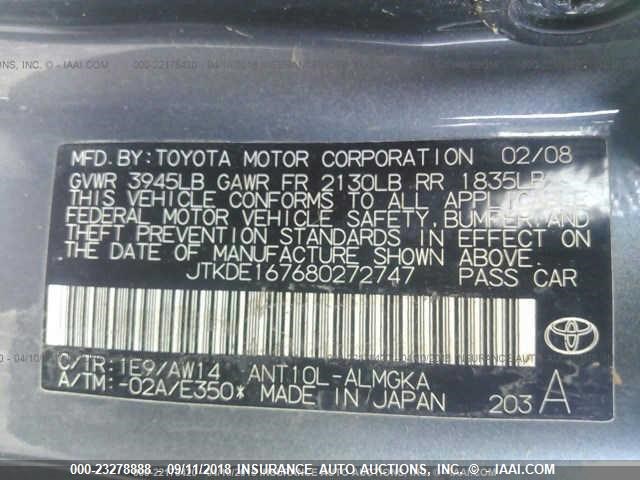 MFD. BY: TOYOTA MOTOR CORPORATION 02/08
GVWR 3945LB GAWR FR 2130LB RR 1835LB
THIS VEHICLE CONFORMS TO ALL APPLICABLE
FEDERAL MOTOR VEHICLE SAFETY, BUMPER AND
THEFT PREVENTION STANDARDS IN EFFECT ON
THE DATE OF MANUFACTURE SHOWN ABOVE.
JTKDE167680272747 PASS CAR
C/TR: 1E9/AW14 ANT10L-ALMGKA
A/TM: -02A/E350* MADE IN JAPAN 203 A
000-23278888 - 09/11/2018 INSURANCE AUTO AUCTIONS, INC. - © IAAI.COM